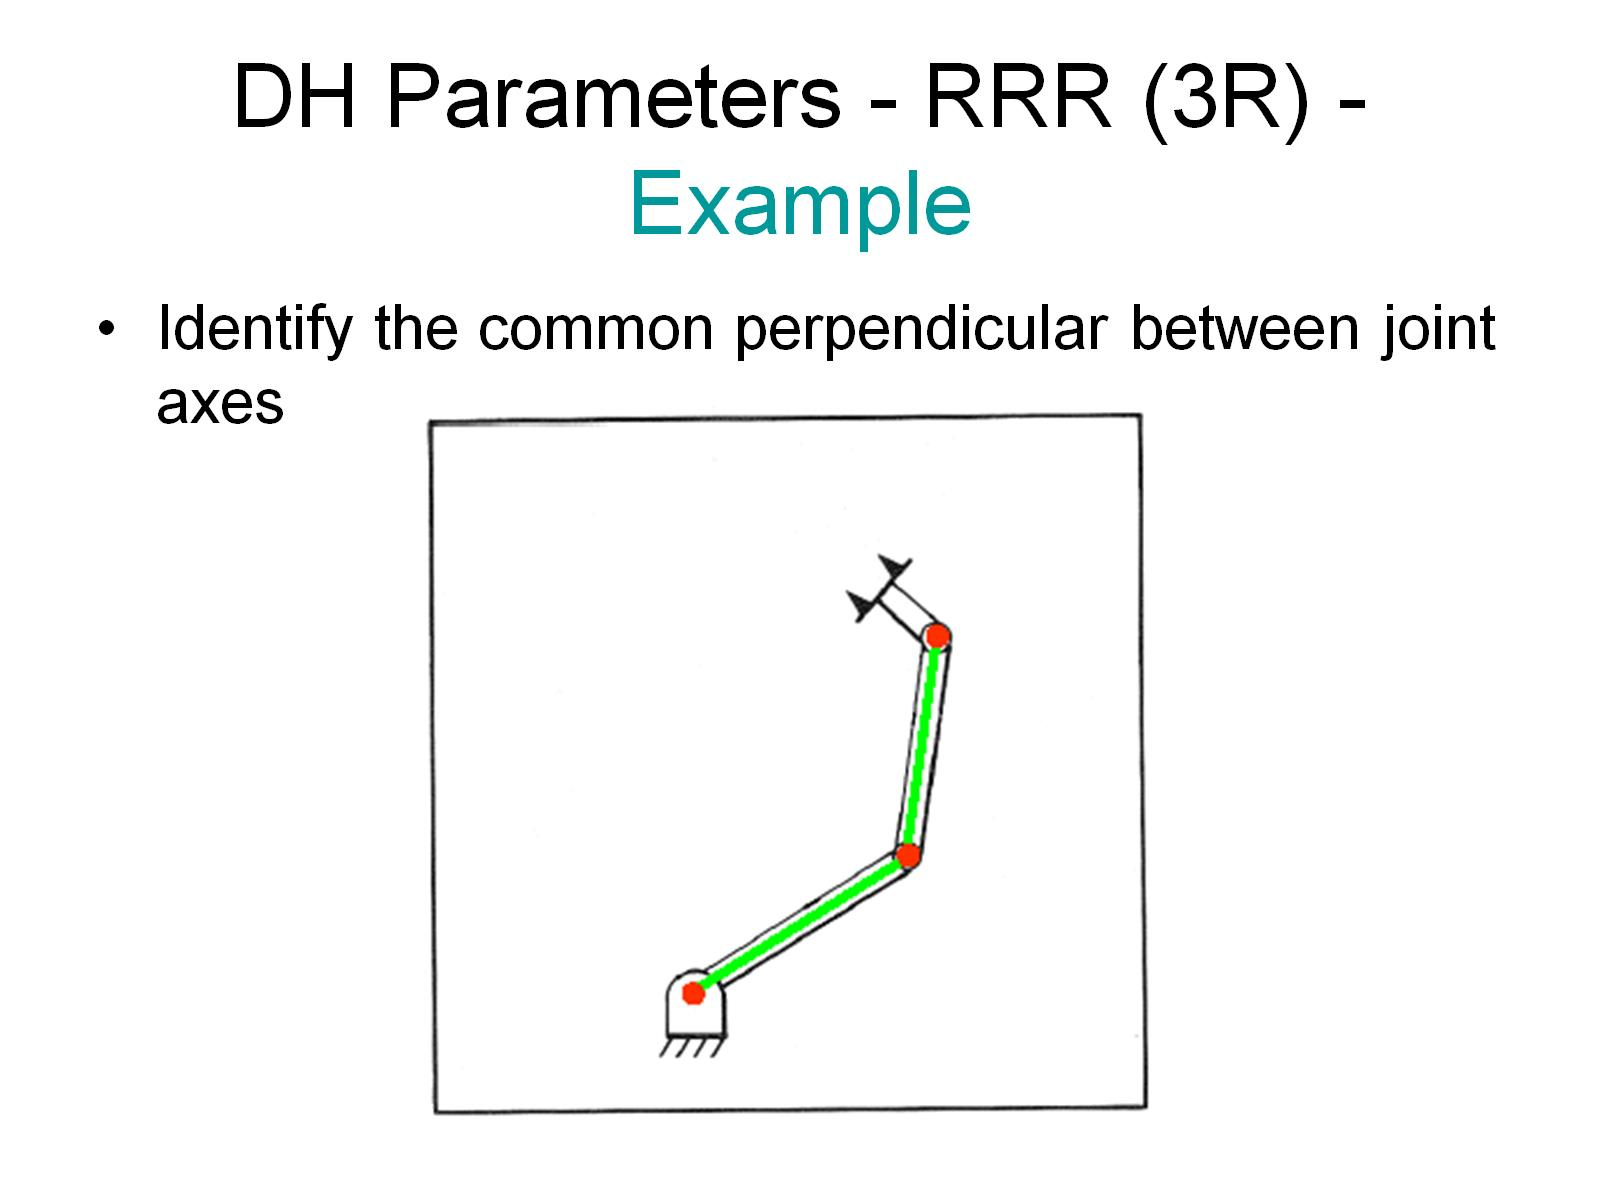 DH Parameters - RRR (3R) -
Example
• Identify the common perpendicular between joint
axes